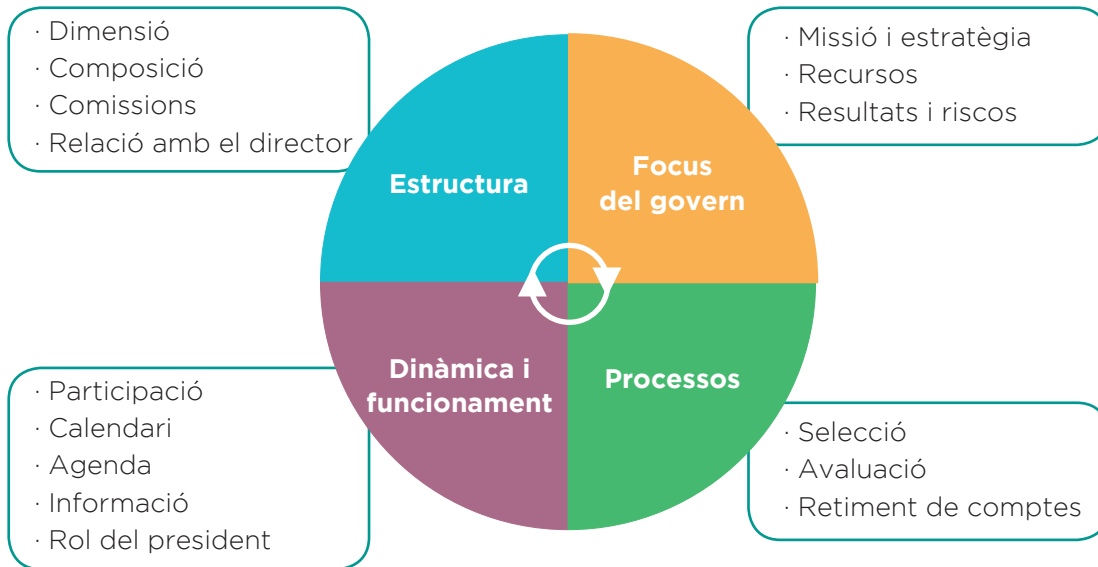 · Dimensió
· Composició
· Comissions
· Relació amb el director
· Missió i estratègia
· Recursos
· Resultats i riscos
Estructura
Focus
del govern
Dinàmica i
funcionament
Processos
· Participació
· Calendari
· Agenda
· Informació
· Rol del president
· Selecció
· Avaluació
· Retiment de comptes